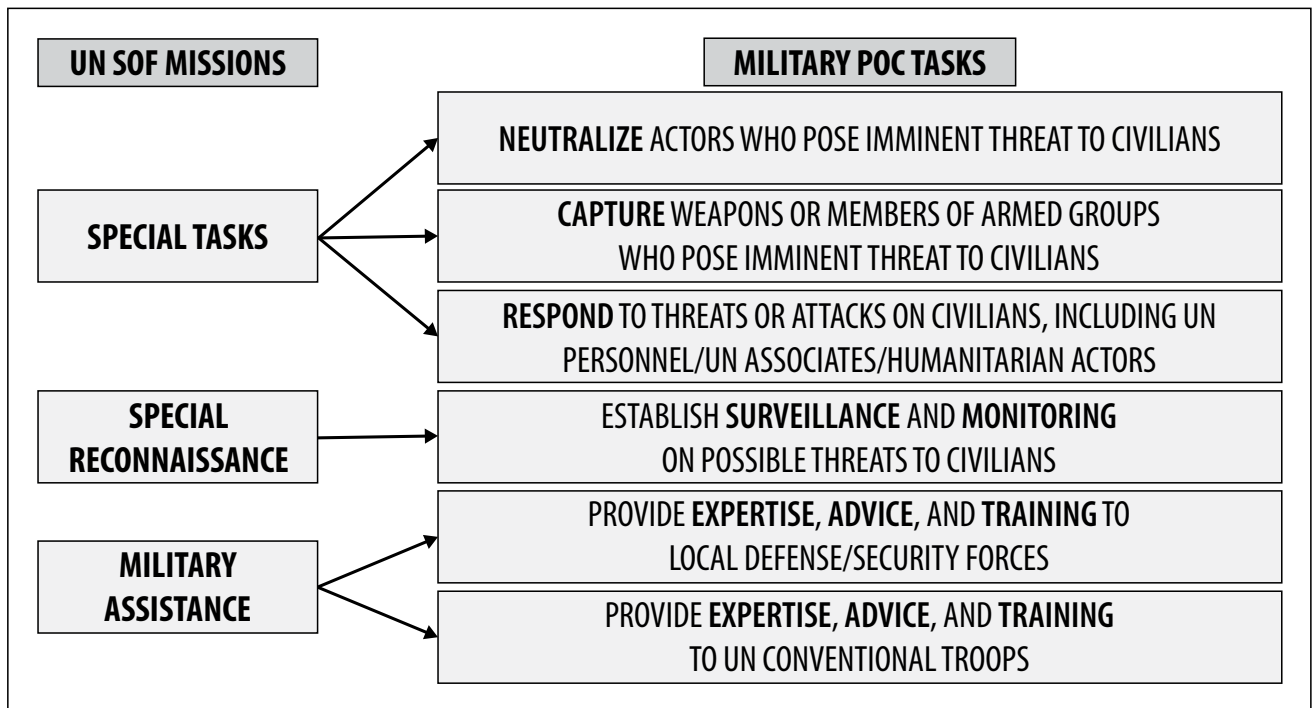 UN SOF MISSIONS
MILITARY POC TASKS
SPECIAL TASKS
NEUTRALIZE ACTORS WHO POSE IMMINENT THREAT TO CIVILIANS
CAPTURE WEAPONS OR MEMBERS OF ARMED GROUPS
WHO POSE IMMINENT THREAT TO CIVILIANS
RESPOND TO THREATS OR ATTACKS ON CIVILIANS, INCLUDING UN
PERSONNEL/UN ASSOCIATES/HUMANITARIAN ACTORS
SPECIAL
RECONNAISSANCE
ESTABLISH SURVEILLANCE AND MONITORING
ON POSSIBLE THREATS TO CIVILIANS
MILITARY
ASSISTANCE
PROVIDE EXPERTISE, ADVICE, AND TRAINING TO
LOCAL DEFENSE/SECURITY FORCES
PROVIDE EXPERTISE, ADVICE, AND TRAINING
TO UN CONVENTIONAL TROOPS